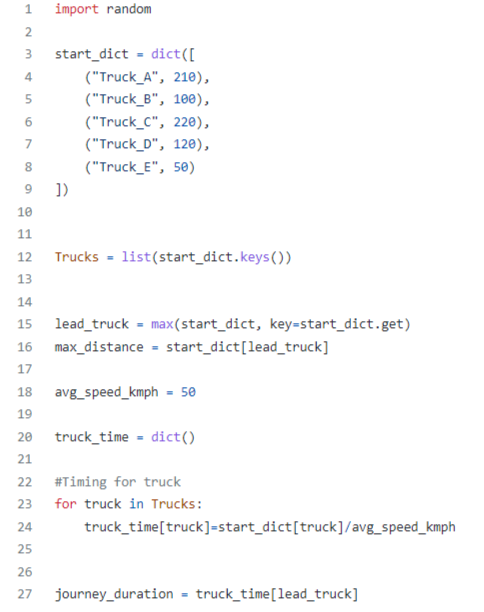 1 import random
2
3 start_dict = dict([
4     ("Truck_A", 210),
5     ("Truck_B", 100),
6     ("Truck_C", 220),
7     ("Truck_D", 120),
8     ("Truck_E", 50)
9 ])
10
11
12 Trucks = list(start_dict.keys())
13
14
15 lead_truck = max(start_dict, key=start_dict.get)
16 max_distance = start_dict[lead_truck]
17
18 avg_speed_kmph = 50
19
20 truck_time = dict()
21
22 #Timing for truck
23 for truck in Trucks:
24     truck_time[truck]=start_dict[truck]/avg_speed_kmph
25
26
27 journey_duration = truck_time[lead_truck]